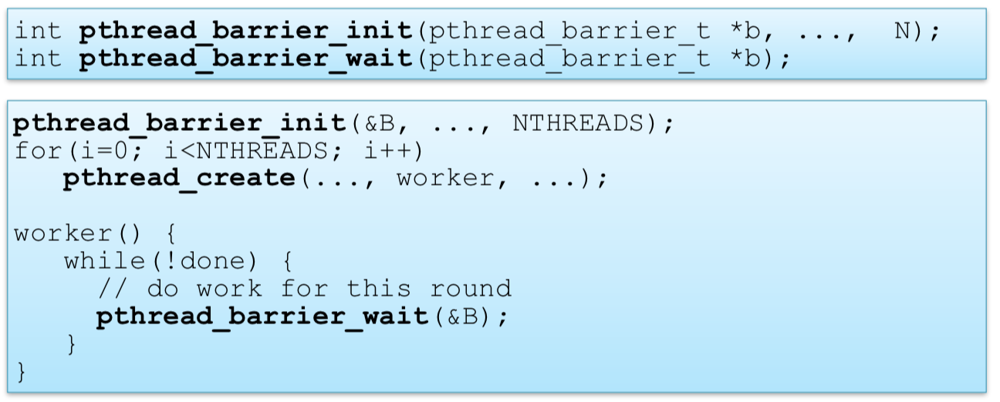 int pthread_barrier_init(pthread_barrier_t *b, ..., N);
int pthread_barrier_wait(pthread_barrier_t *b);
pthread_barrier_init(&B, ..., NTHREADS);
for(i=0; i<NTHREADS; i++)
pthread_create(..., worker, ...);
worker() {
while(!done) {
// do work for this round
pthread_barrier_wait(&B);
}
}